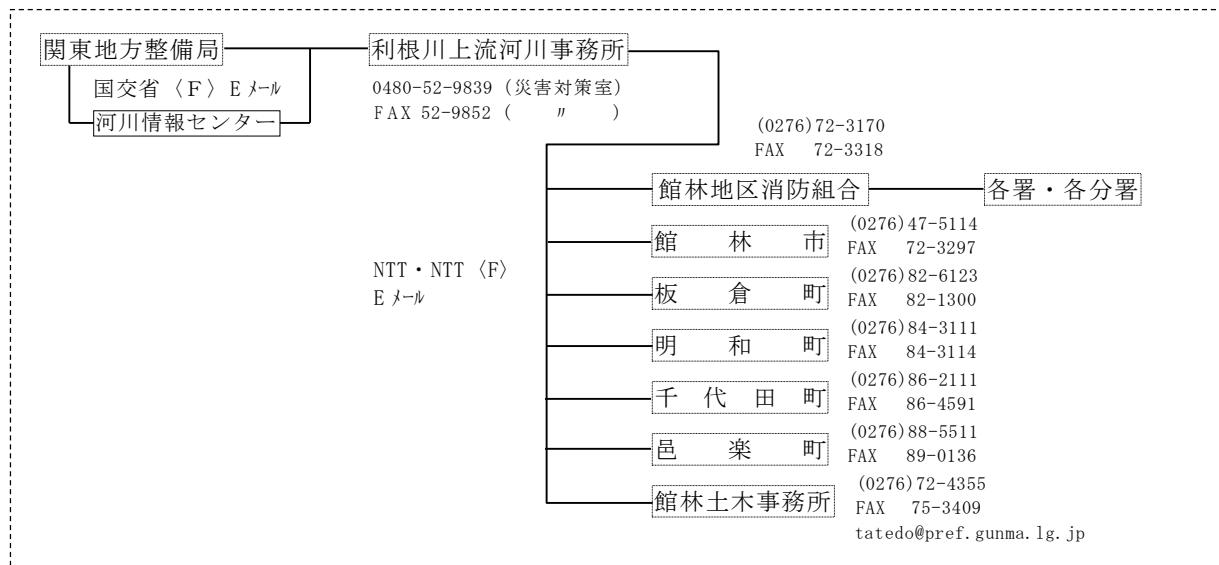 関東地方整備局
利根川上流河川事務所
国交省〈F〉Eメール
0480-52-9839(災害対策室)
河川情報センター
FAX 52-9852(　〃　)
(0276)72-3170
FAX 72-3318
館林地区消防組合
各署・各分署
館林市
(0276)47-5114
FAX 72-3297
NTT・NTT〈F〉
Eメール
板倉町
(0276)82-6123
FAX 82-1300
明和町
(0276)84-3111
FAX 84-3114
千代田町
(0276)86-2111
FAX 86-4591
邑楽町
(0276)88-5511
FAX 89-0136
館林土木事務所
(0276)72-4355
FAX 75-3409
tatedo@pref.gunma.lg.jp